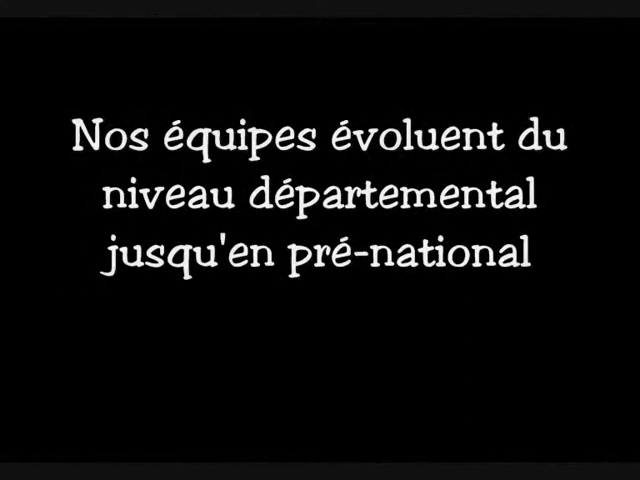 Nos équipes évoluent du
niveau départemental
jusqu'en pré-national